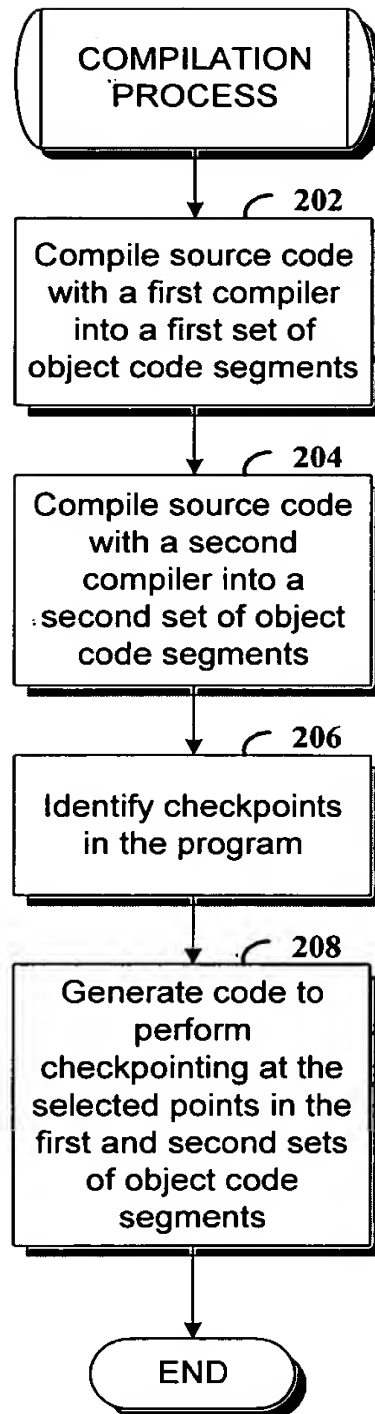 COMPILATION
PROCESS
202
Compile source code
with a first compiler
into a first set of
object code segments
204
Compile source code
with a second
compiler into a
second set of object
code segments
206
Identify checkpoints
in the program
208
Generate code to
perform
checkpointing at the
selected points in the
first and second sets
of object code
segments
END